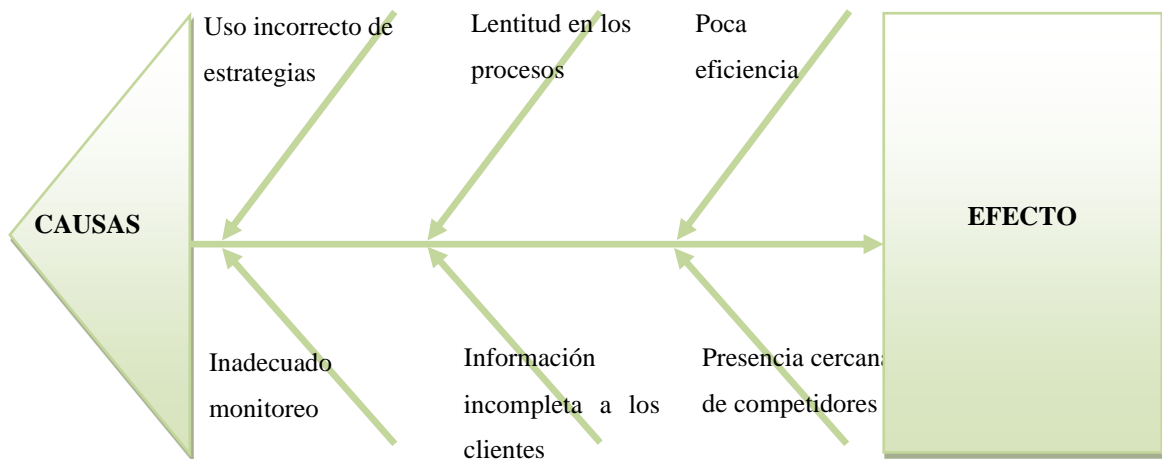 Uso incorrecto de
estrategias
Lentitud en los
procesos
Poca
eficiencia
CAUSAS
EFECTO
Inadecuado
monitoreo
Información
incompleta a los
clientes
Presencia cercana
de competidores